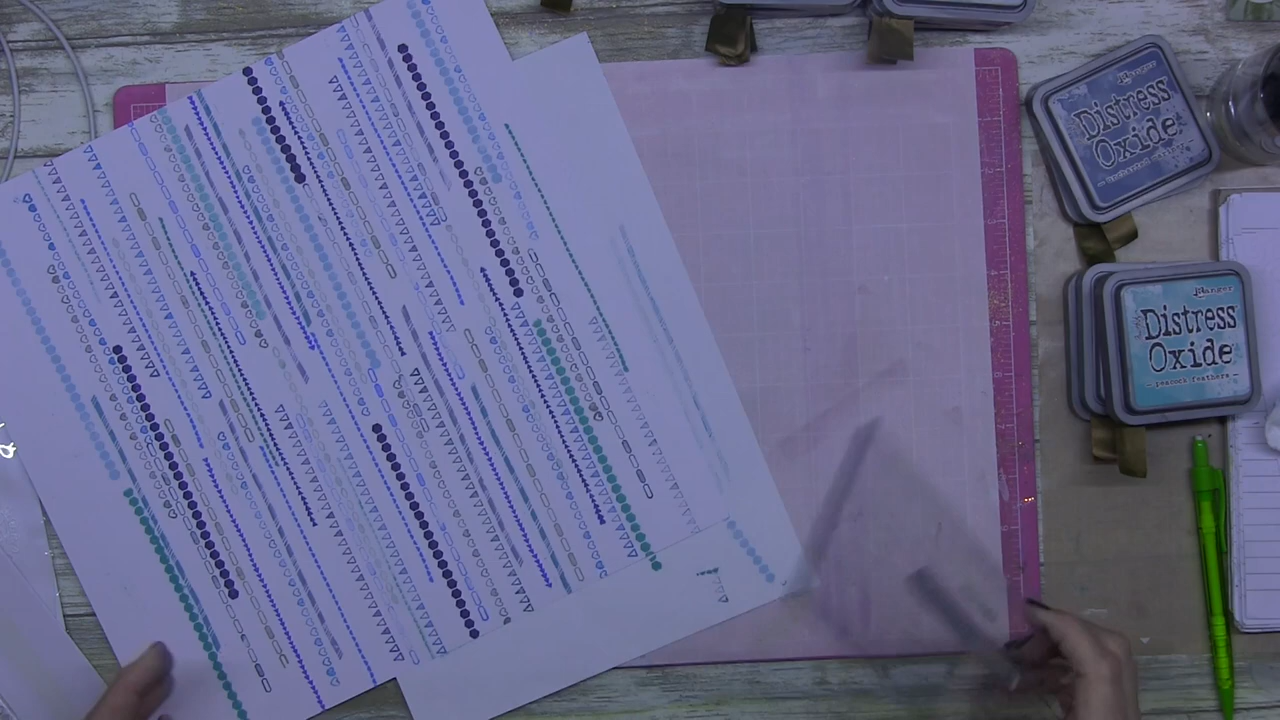 Ranger
Distress
Oxide
Ranger
Distress
Oxide
- peacock feathers -